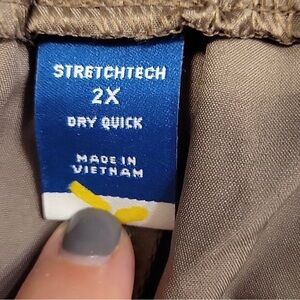 STRETCHTECH
2X
DRY QUICK
MADE IN
VIETNAM